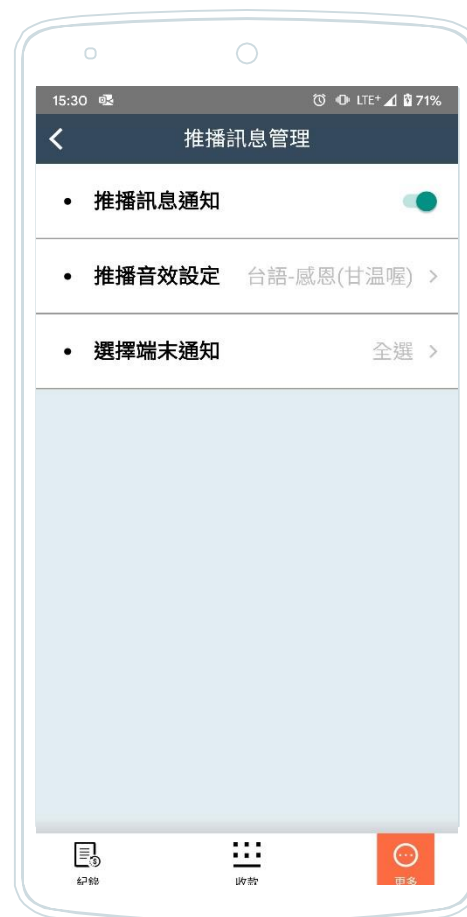 15:30 LTE+ 71%
推播訊息管理
• 推播訊息通知
• 推播音效設定 台語-感恩(甘温喔) >
• 選擇端末通知 全選 >
紀錄 收款 更多